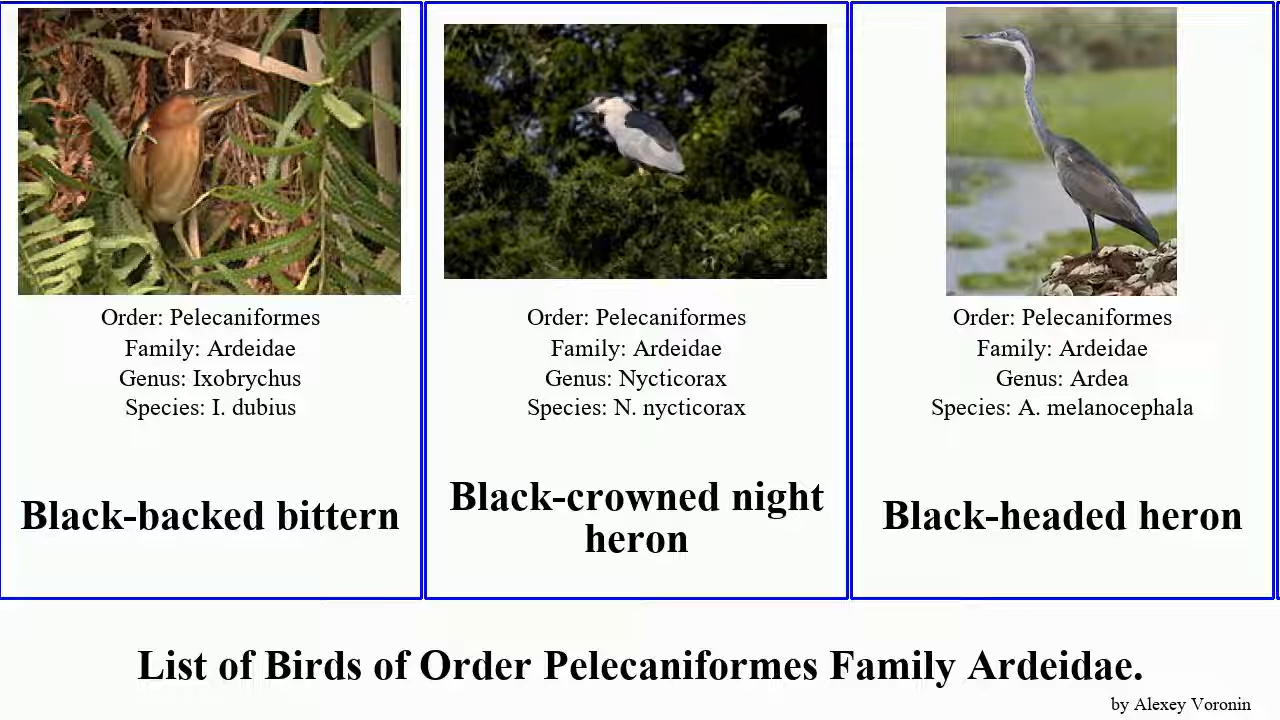 Order: Pelecaniformes
Family: Ardeidae
Genus: Ixobrychus
Species: I. dubius
Black-backed bittern
Order: Pelecaniformes
Family: Ardeidae
Genus: Nycticorax
Species: N. nycticorax
Black-crowned night
heron
Order: Pelecaniformes
Family: Ardeidae
Genus: Ardea
Species: A. melanocephala
Black-headed heron
List of Birds of Order Pelecaniformes Family Ardeidae.
by Alexey Voronin